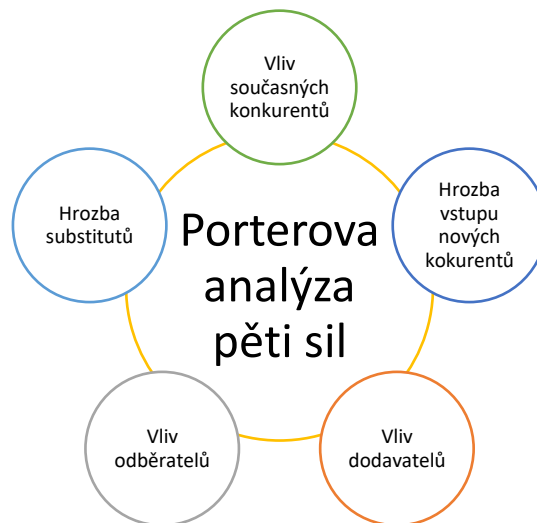 Vliv
současných
konkurentů
Hrozba
substitutů
Porterova
analýza
pěti sil
Hrozba
vstupu
nových
kokurentů
Vliv
odběratelů
Vliv
dodavatelů